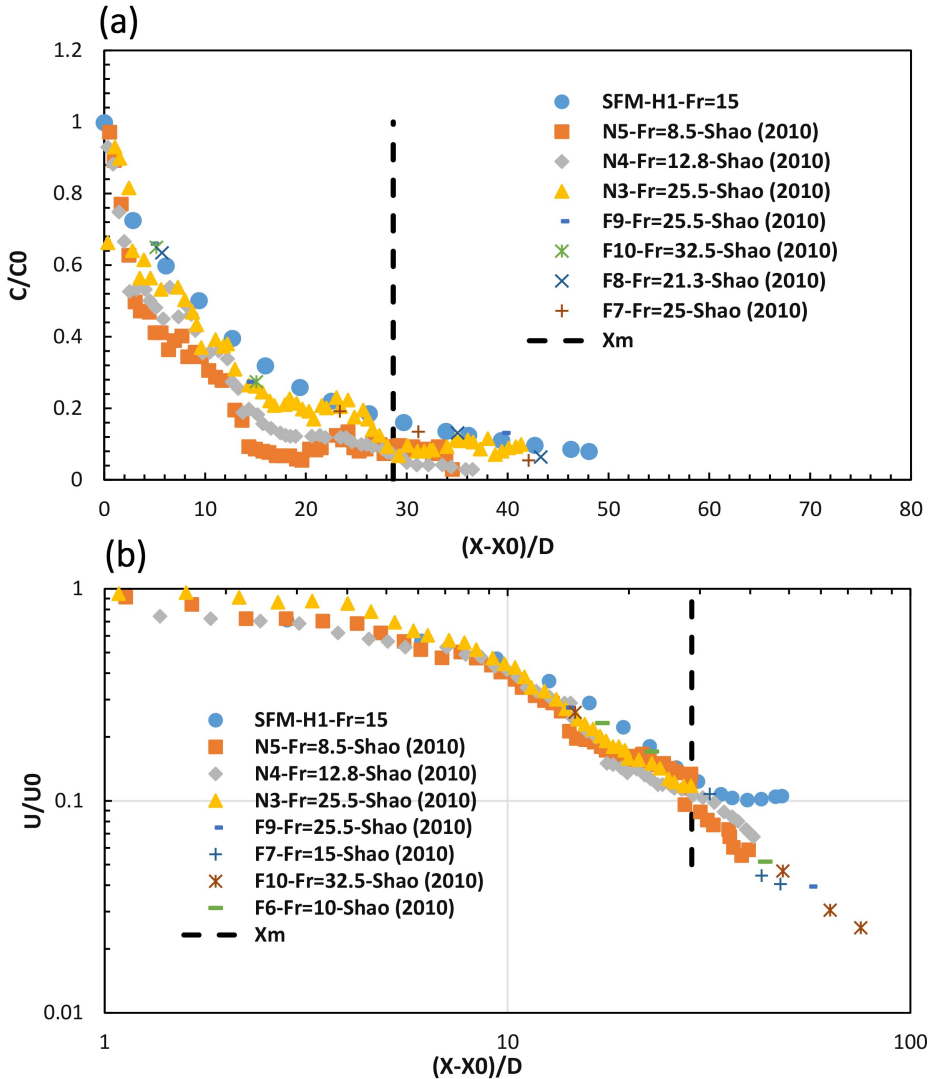 (a)
1.2
1
0.8
0.6
0.4
0.2
0
C/C0
SFM-H1-Fr=15
N5-Fr=8.5-Shao (2010)
N4-Fr=12.8-Shao (2010)
N3-Fr=25.5-Shao (2010)
F9-Fr=25.5-Shao (2010)
F10-Fr=32.5-Shao (2010)
F8-Fr=21.3-Shao (2010)
F7-Fr=25-Shao (2010)
Xm
0 10 20 30 40 50 60 70 80
(X-X0)/D
(b)
1
0.1
0.01
U/U0
SFM-H1-Fr=15
N5-Fr=8.5-Shao (2010)
N4-Fr=12.8-Shao (2010)
N3-Fr=25.5-Shao (2010)
F9-Fr=25.5-Shao (2010)
F7-Fr=15-Shao (2010)
F10-Fr=32.5-Shao (2010)
F6-Fr=10-Shao (2010)
Xm
1 10 100
(X-X0)/D